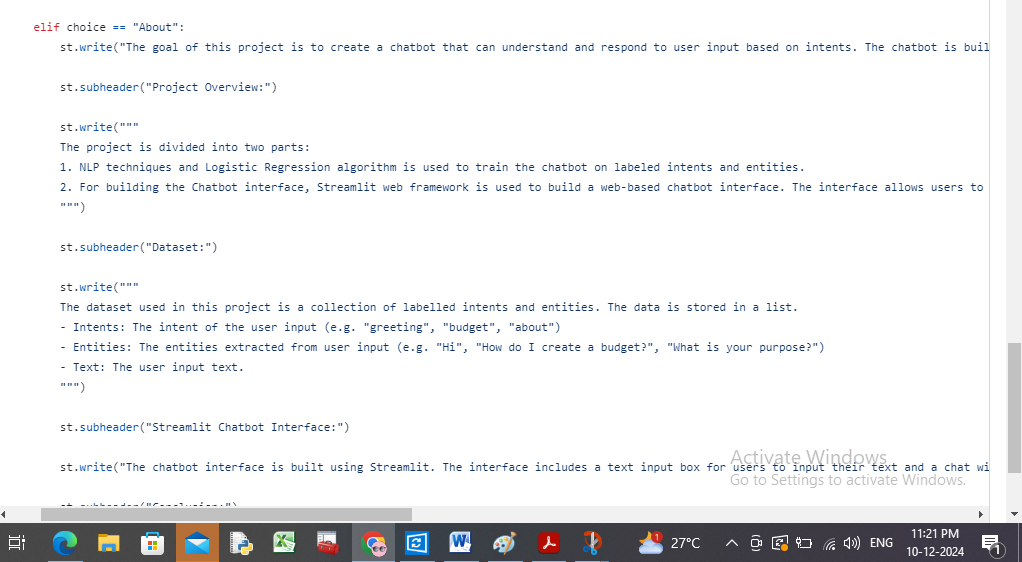 elif choice == "About":
st.write("The goal of this project is to create a chatbot that can understand and respond to user input based on intents. The chatbot is buil
st.subheader("Project Overview:")
st.write("""
The project is divided into two parts:
1. NLP techniques and Logistic Regression algorithm is used to train the chatbot on labeled intents and entities.
2. For building the Chatbot interface, Streamlit web framework is used to build a web-based chatbot interface. The interface allows users to
""")
st.subheader("Dataset:")
st.write("""
The dataset used in this project is a collection of labelled intents and entities. The data is stored in a list.
- Intents: The intent of the user input (e.g. "greeting", "budget", "about")
- Entities: The entities extracted from user input (e.g. "Hi", "How do I create a budget?", "What is your purpose?")
- Text: The user input text.
""")
st.subheader("Streamlit Chatbot Interface:")
st.write("The chatbot interface is built using Streamlit. The interface includes a text input box for users to input their text and a chat wi
Activate Windows
Go to Settings to activate Windows.
27°C
ENG
11:21 PM
10-12-2024
1